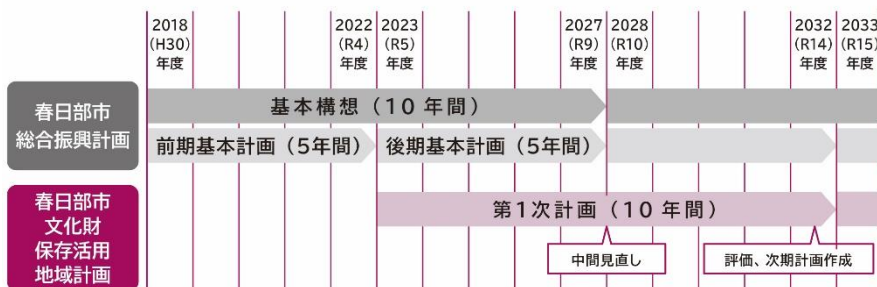 2018
(H30)
年度
2022
(R4)
年度
2023
(R5)
年度
2027
(R9)
年度
2028
(R10)
年度
2032
(R14)
年度
2033
(R15)
年度
春日部市
総合振興計画
基本構想（10 年間）
前期基本計画（5年間）
後期基本計画（5年間）
春日部市
文化財
保存活用
地域計画
第1次計画（10 年間）
中間見直し
評価、次期計画作成